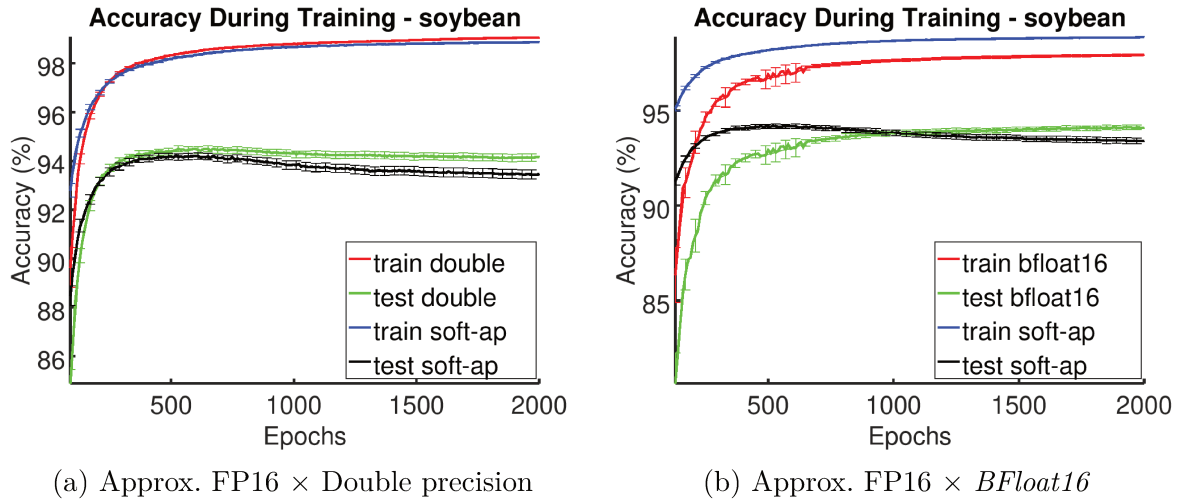 Accuracy During Training - soybean
Accuracy (%)
98
96
94
92
90
88
86
500
1000
1500
2000
Epochs
train double
test double
train soft-ap
test soft-ap
(a) Approx. FP16 × Double precision
Accuracy During Training - soybean
Accuracy (%)
95
90
85
500
1000
1500
2000
Epochs
train bfloat16
test bfloat16
train soft-ap
test soft-ap
(b) Approx. FP16 × BFloat16